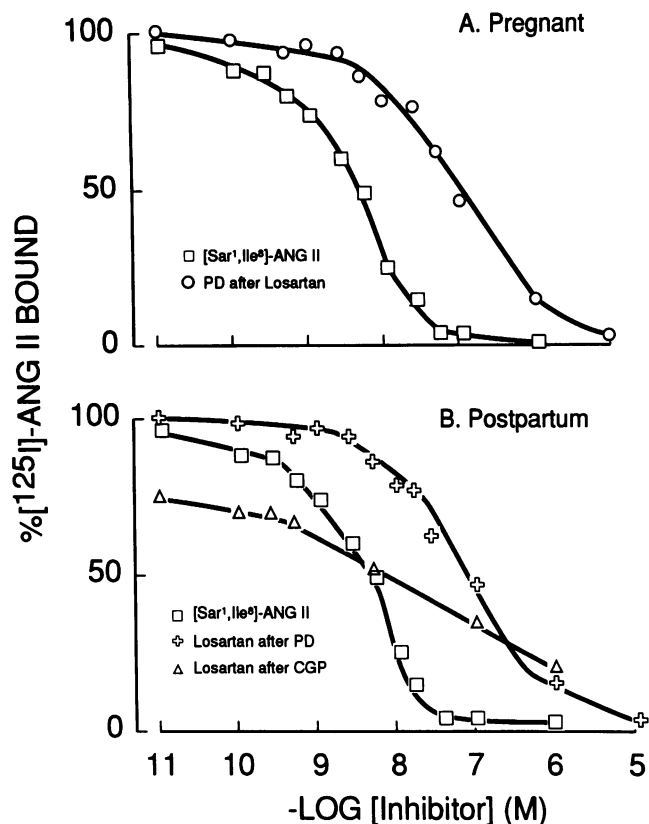 A. Pregnant
100
50
0
[Sar¹,Ile⁸]-ANG II
PD after Losartan
%[¹²⁵I]-ANG II BOUND
B. Postpartum
100
50
0
[Sar¹,Ile⁸]-ANG II
Losartan after PD
Losartan after CGP
11 10 9 8 7 6 5
-LOG [Inhibitor] (M)